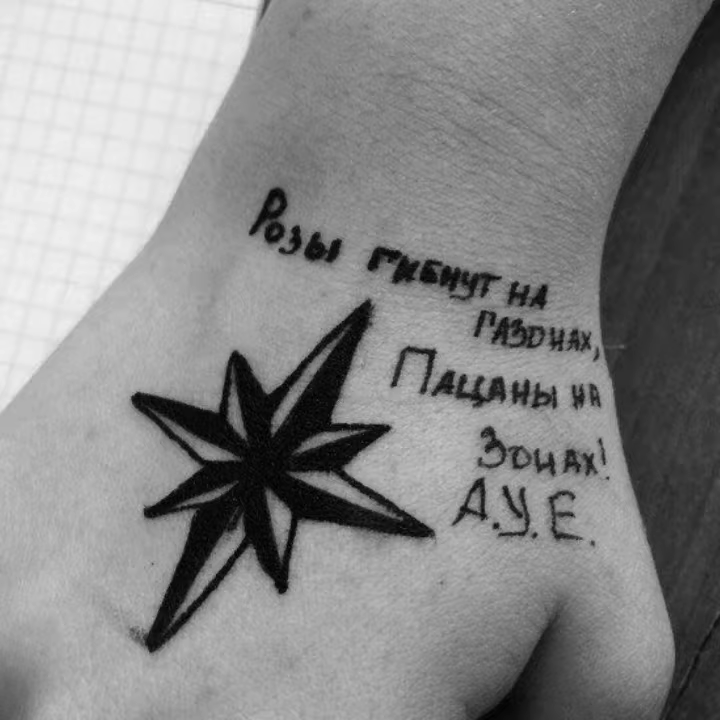 Розы гибнут на
газонах,
Пацаны на
Зонах!
А.У.Е.